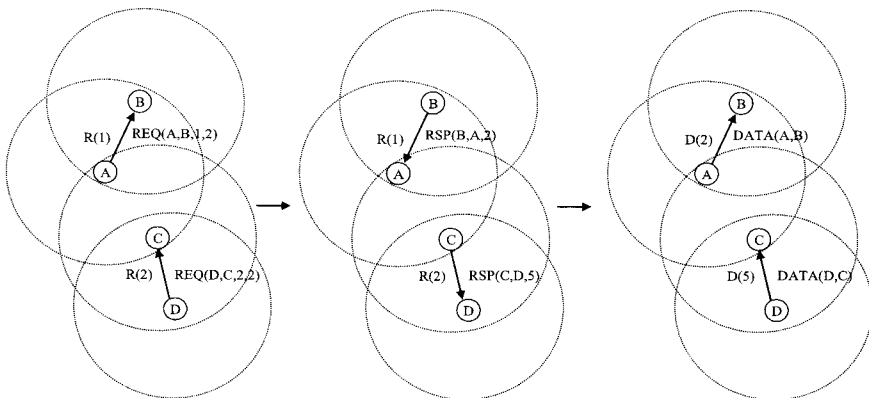 B
R(1)
REQ(A,B,1,2)
A
C
R(2)
REQ(D,C,2,2)
D
B
R(1)
RSP(B,A,2)
A
C
R(2)
RSP(C,D,5)
D
B
D(2)
DATA(A,B)
A
C
D(5)
DATA(D,C)
D